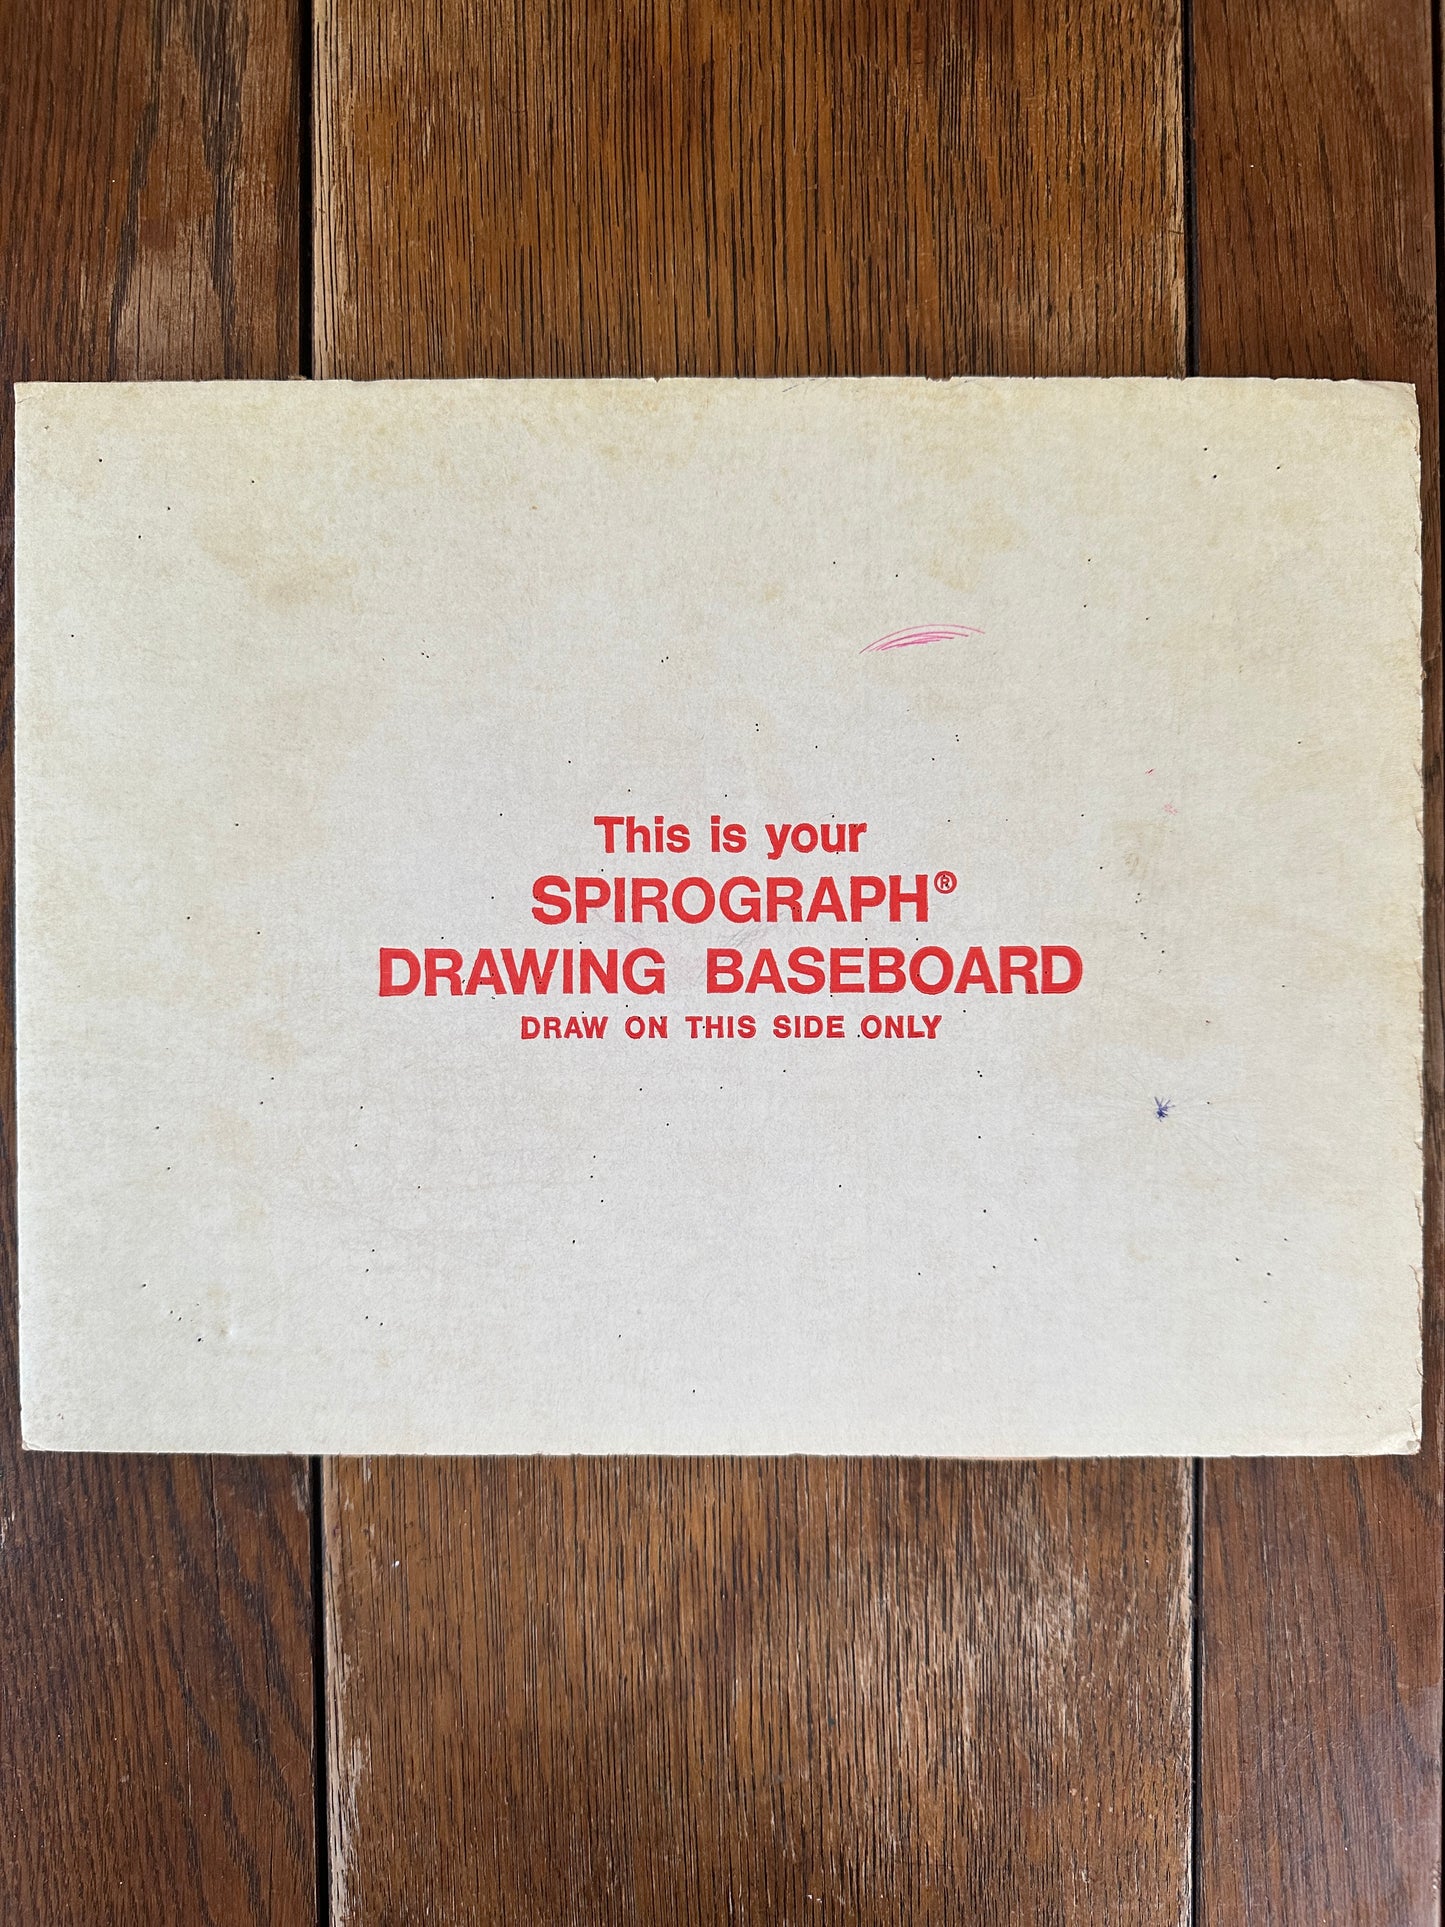 This is your
SPIROGRAPH®
DRAWING BASEBOARD
DRAW ON THIS SIDE ONLY